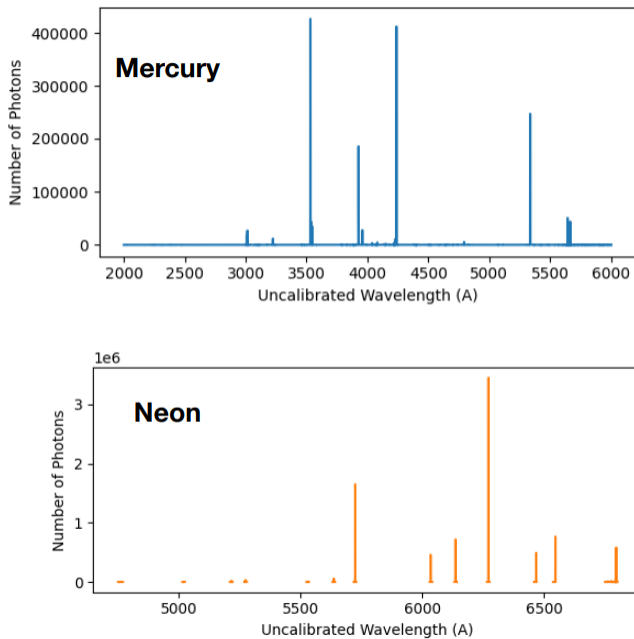 400000
300000
200000
100000
0
Number of Photons
Mercury
2000 2500 3000 3500 4000 4500 5000 5500 6000
Uncalibrated Wavelength (A)
1e6
3
2
1
0
Number of Photons
Neon
5000 5500 6000 6500
Uncalibrated Wavelength (A)